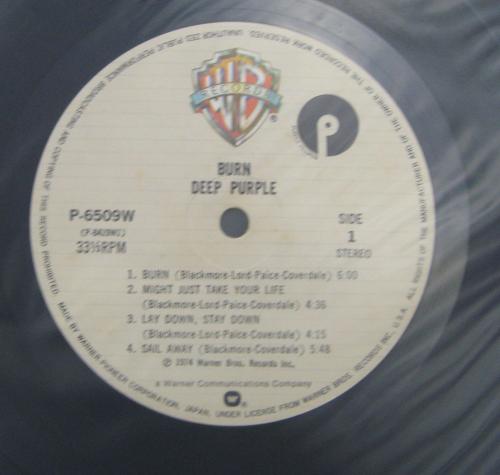 UNAUTHORIZED PUBLIC PERFORMANCE, BROADCASTING AND COPYING OF THIS RECORD PROHIBITED.
ALL RIGHTS OF THE MANUFACTURER AND OF THE OWNER OF THE RECORDED WORK RESERVED.
WB
RECORDS
®
P
BURN
DEEP PURPLE
P-6509W
33⅓RPM
SIDE
1
STEREO
1. BURN (Blackmore-Lord-Paice-Coverdale) 6:00
2. MIGHT JUST TAKE YOUR LIFE
(Blackmore-Lord-Paice-Coverdale) 4:36
3. LAY DOWN, STAY DOWN
(Blackmore-Lord-Paice-Coverdale) 4:15
4. SAIL AWAY (Blackmore-Coverdale) 5:48
℗ 1974 Warner Bros. Records Inc.
a Warner Communications Company
MADE BY WARNER-PIONEER CORPORATION, JAPAN, UNDER LICENSE FROM WARNER BROS. RECORDS INC., U.S.A.